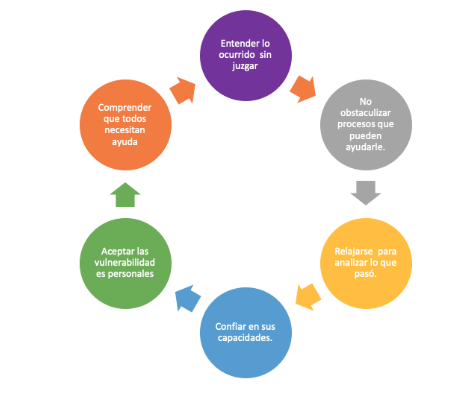 Entender lo
ocurrido sin
juzgar
No
obstaculizar
procesos que
pueden
ayudarle.
Relajarse para
analizar lo que
pasó.
Confiar en sus
capacidades.
Aceptar las
vulnerabilidad
es personales
Comprender
que todos
necesitan
ayuda